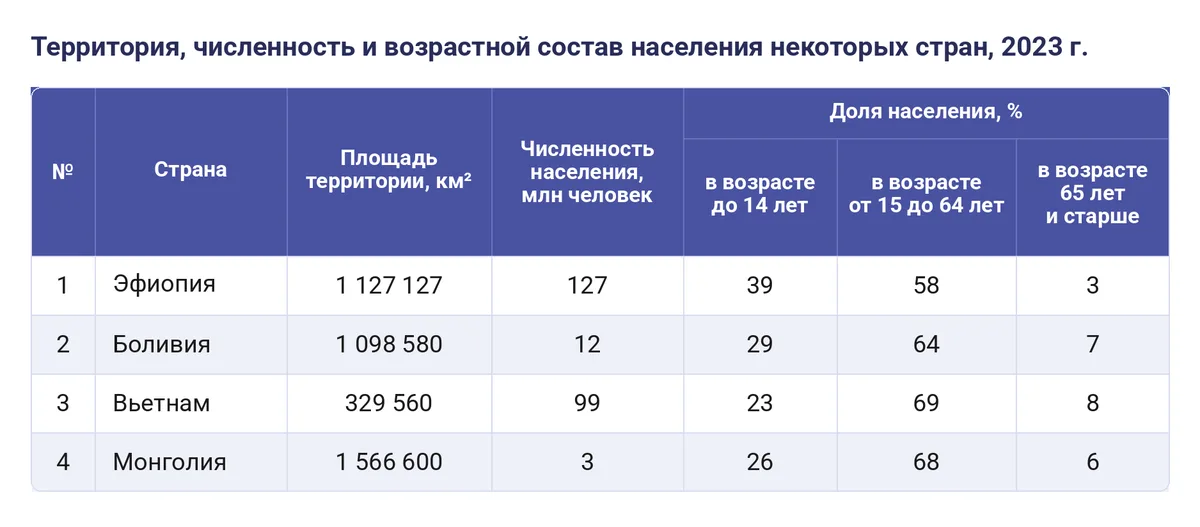 Территория, численность и возрастной состав населения некоторых стран, 2023 г.
№
Страна
Площадь
территории, км²
Численность
населения,
млн человек
Доля населения, %
в возрасте
до 14 лет
в возрасте
от 15 до 64 лет
в возрасте
65 лет
и старше
1 Эфиопия 1 127 127 127 39 58 3
2 Боливия 1 098 580 12 29 64 7
3 Вьетнам 329 560 99 23 69 8
4 Монголия 1 566 600 3 26 68 6